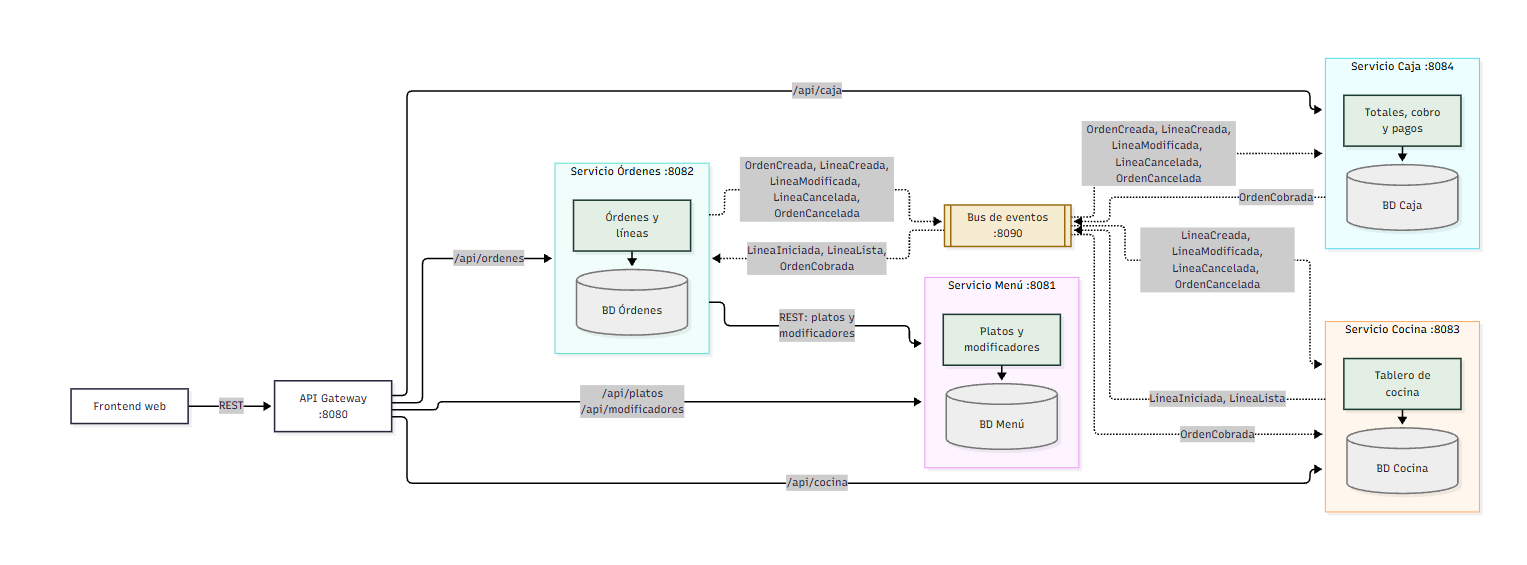 Servicio Caja :8084
/api/caja
Totales, cobro
y pagos
BD Caja
OrdenCreada, LineaCreada,
LineaModificada,
LineaCancelada,
OrdenCancelada
OrdenCobrada
Servicio Órdenes :8082
Órdenes y
líneas
BD Órdenes
OrdenCreada, LineaCreada,
LineaModificada,
LineaCancelada,
OrdenCancelada
Bus de eventos
:8090
LineaIniciada, LineaLista,
OrdenCobrada
LineaCreada,
LineaModificada,
LineaCancelada,
OrdenCancelada
/api/ordenes
Servicio Menú :8081
Platos y
modificadores
BD Menú
REST: platos y
modificadores
Servicio Cocina :8083
Tablero de
cocina
BD Cocina
LineaIniciada, LineaLista
OrdenCobrada
Frontend web
REST
API Gateway
:8080
/api/platos
/api/modificadores
/api/cocina